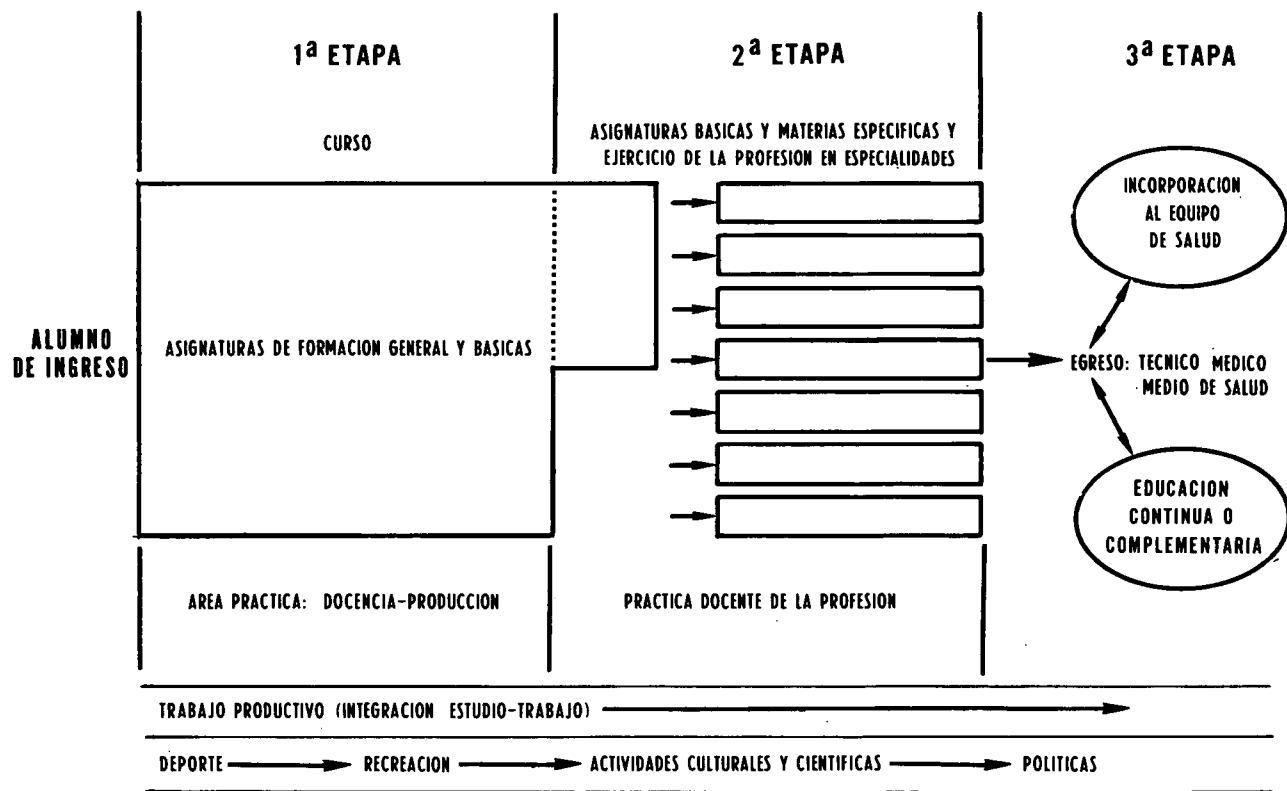 1ª ETAPA
2ª ETAPA
3ª ETAPA
CURSO
ASIGNATURAS BASICAS Y MATERIAS ESPECIFICAS Y
EJERCICIO DE LA PROFESION EN ESPECIALIDADES
INCORPORACION
AL EQUIPO
DE SALUD
ALUMNO
DE INGRESO
ASIGNATURAS DE FORMACION GENERAL Y BASICAS
EGRESO: TECNICO MEDICO
MEDIO DE SALUD
EDUCACION
CONTINUA O
COMPLEMENTARIA
AREA PRACTICA: DOCENCIA-PRODUCCION
PRACTICA DOCENTE DE LA PROFESION
TRABAJO PRODUCTIVO (INTEGRACION ESTUDIO-TRABAJO)
DEPORTE RECREACION ACTIVIDADES CULTURALES Y CIENTIFICAS POLITICAS